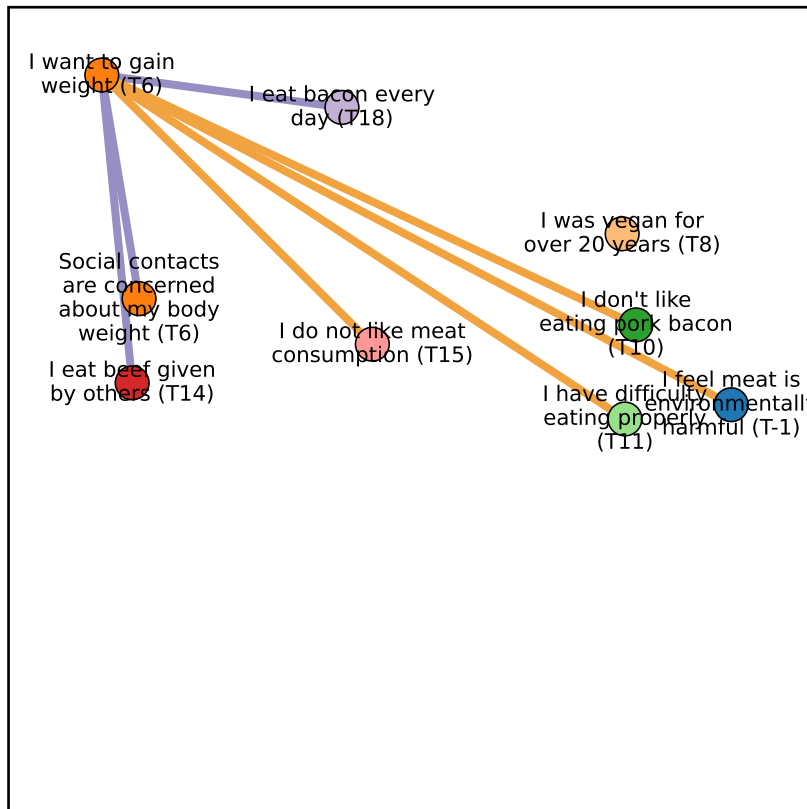 I want to gain
weight (T6)
I eat bacon every
day (T18)
I was vegan for
over 20 years (T8)
Social contacts
are concerned
about my body
weight (T6)
I don't like
eating pork bacon
(T10)
I do not like meat
consumption (T15)
I eat beef given
by others (T14)
I feel meat is
environmentally
harmful (T-1)
I have difficulty
eating properly
(T11)